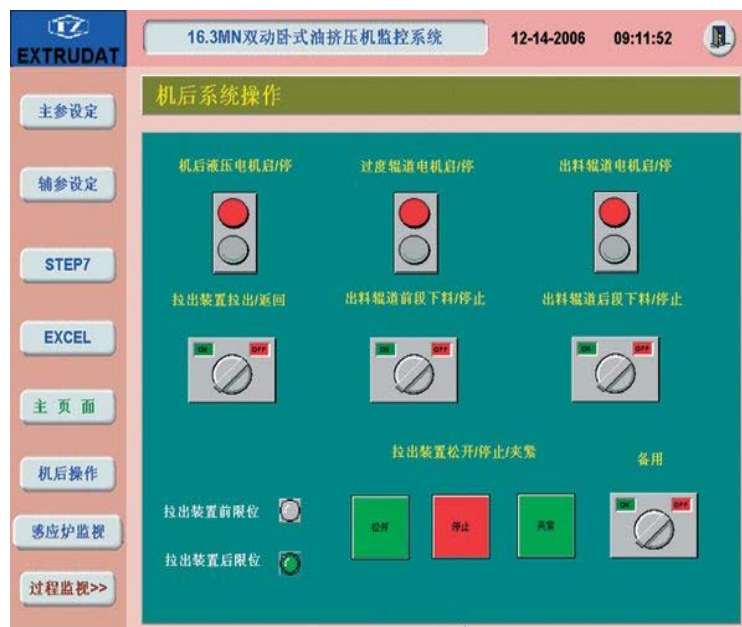 TZ
EXTRUDAT
16.3MN双动卧式油挤压机监控系统
12-14-2006
09:11:52
主参设定
辅参设定
STEP7
EXCEL
主 页 面
机后操作
感应炉监视
过程监视>>
机后系统操作
机后液压电机启/停
过度辊道电机启/停
出料辊道电机启/停
拉出装置拉出/返回
出料辊道前段下料/停止
出料辊道后段下料/停止
ON OFF
ON OFF
ON OFF
拉出装置松开/停止/夹紧
备用
拉出装置前限位
拉出装置后限位
松开
停止
夹紧
ON OFF